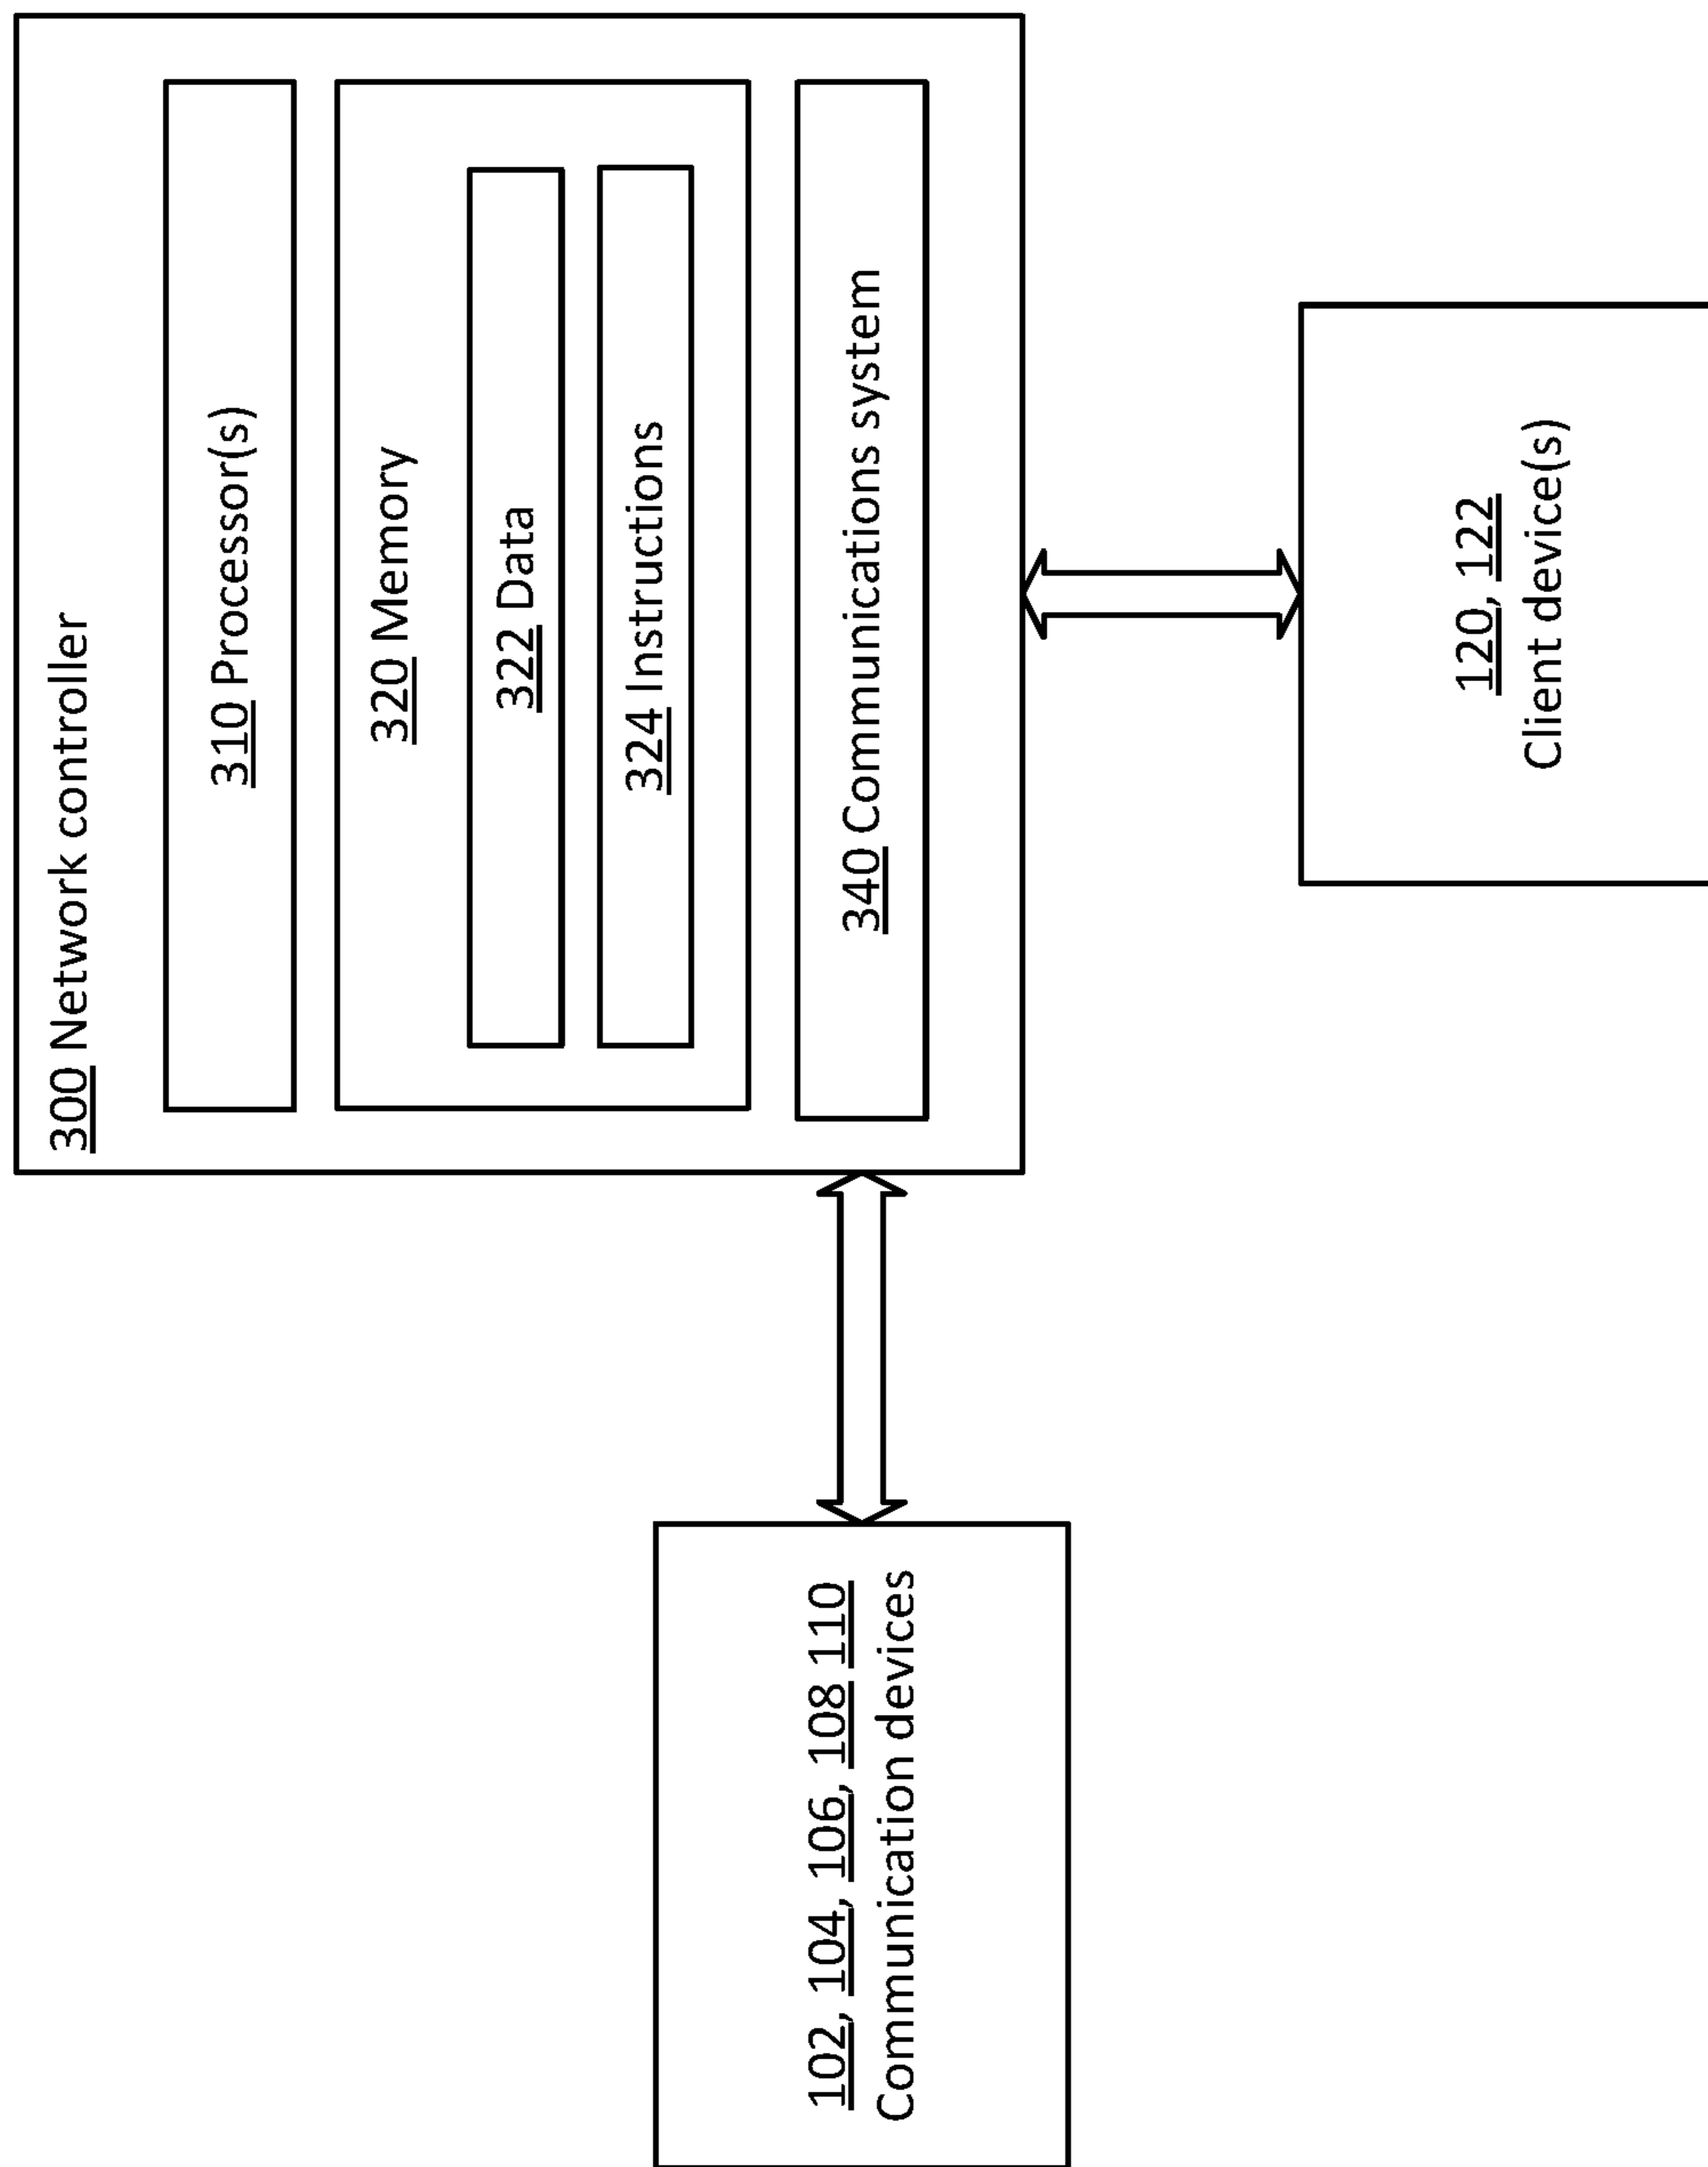 300 Network controller
310 Processor(s)
320 Memory
322 Data
324 Instructions
340 Communications system
102, 104, 106, 108 110
Communication devices
120, 122
Client device(s)